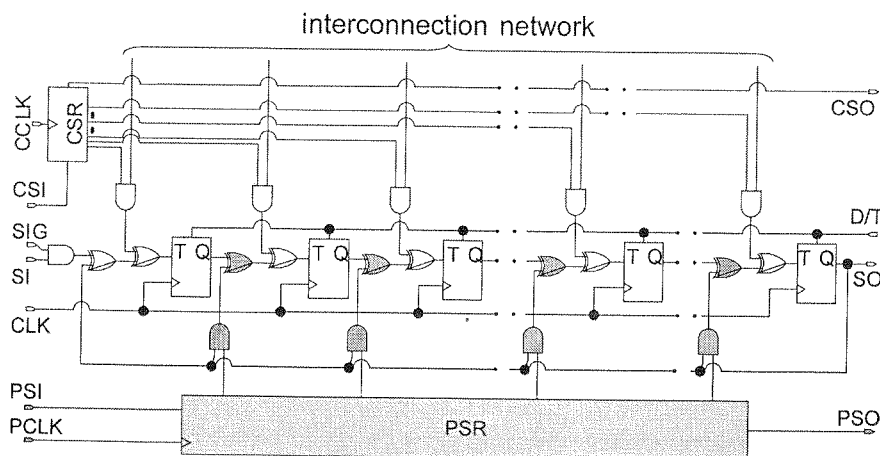 interconnection network
CCLK
CSR
CSO
CSI
SIG
D/T
T Q
T Q
T Q
T Q
T Q
SI
SO
CLK
PSI
PSR
PSO
PCLK